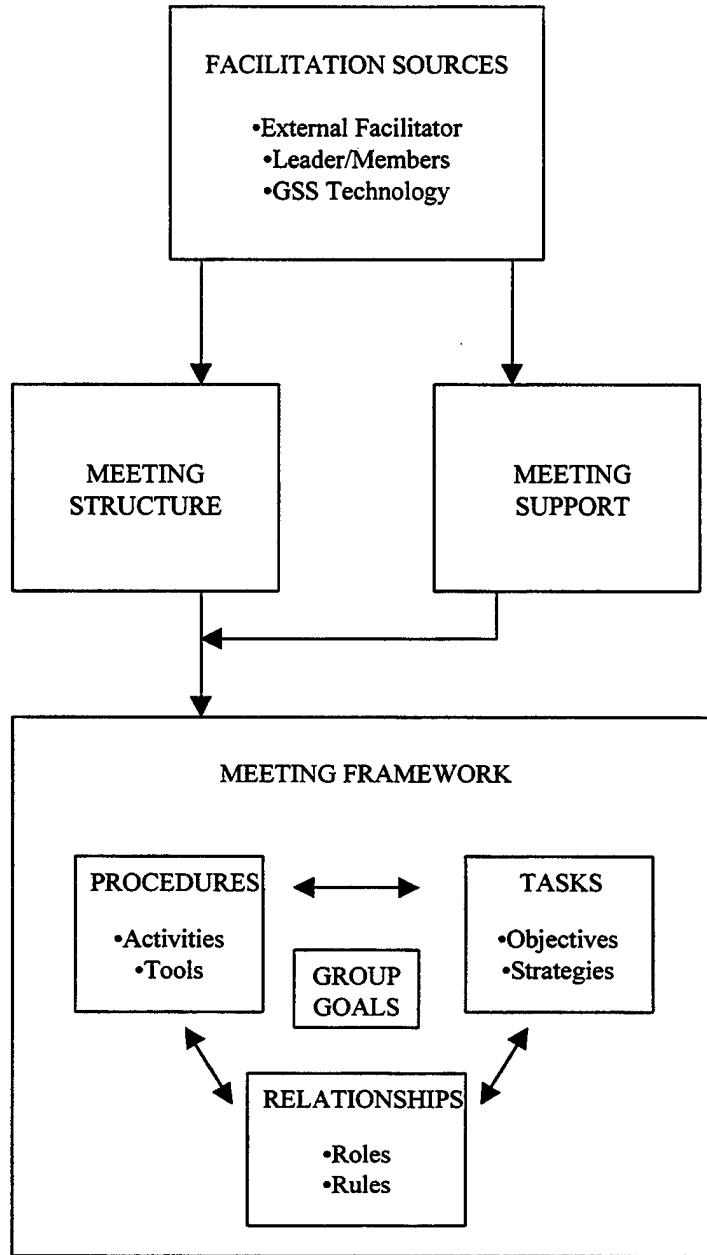 FACILITATION SOURCES
•External Facilitator
•Leader/Members
•GSS Technology
MEETING
STRUCTURE
MEETING
SUPPORT
MEETING FRAMEWORK
PROCEDURES
•Activities
•Tools
TASKS
•Objectives
•Strategies
GROUP
GOALS
RELATIONSHIPS
•Roles
•Rules